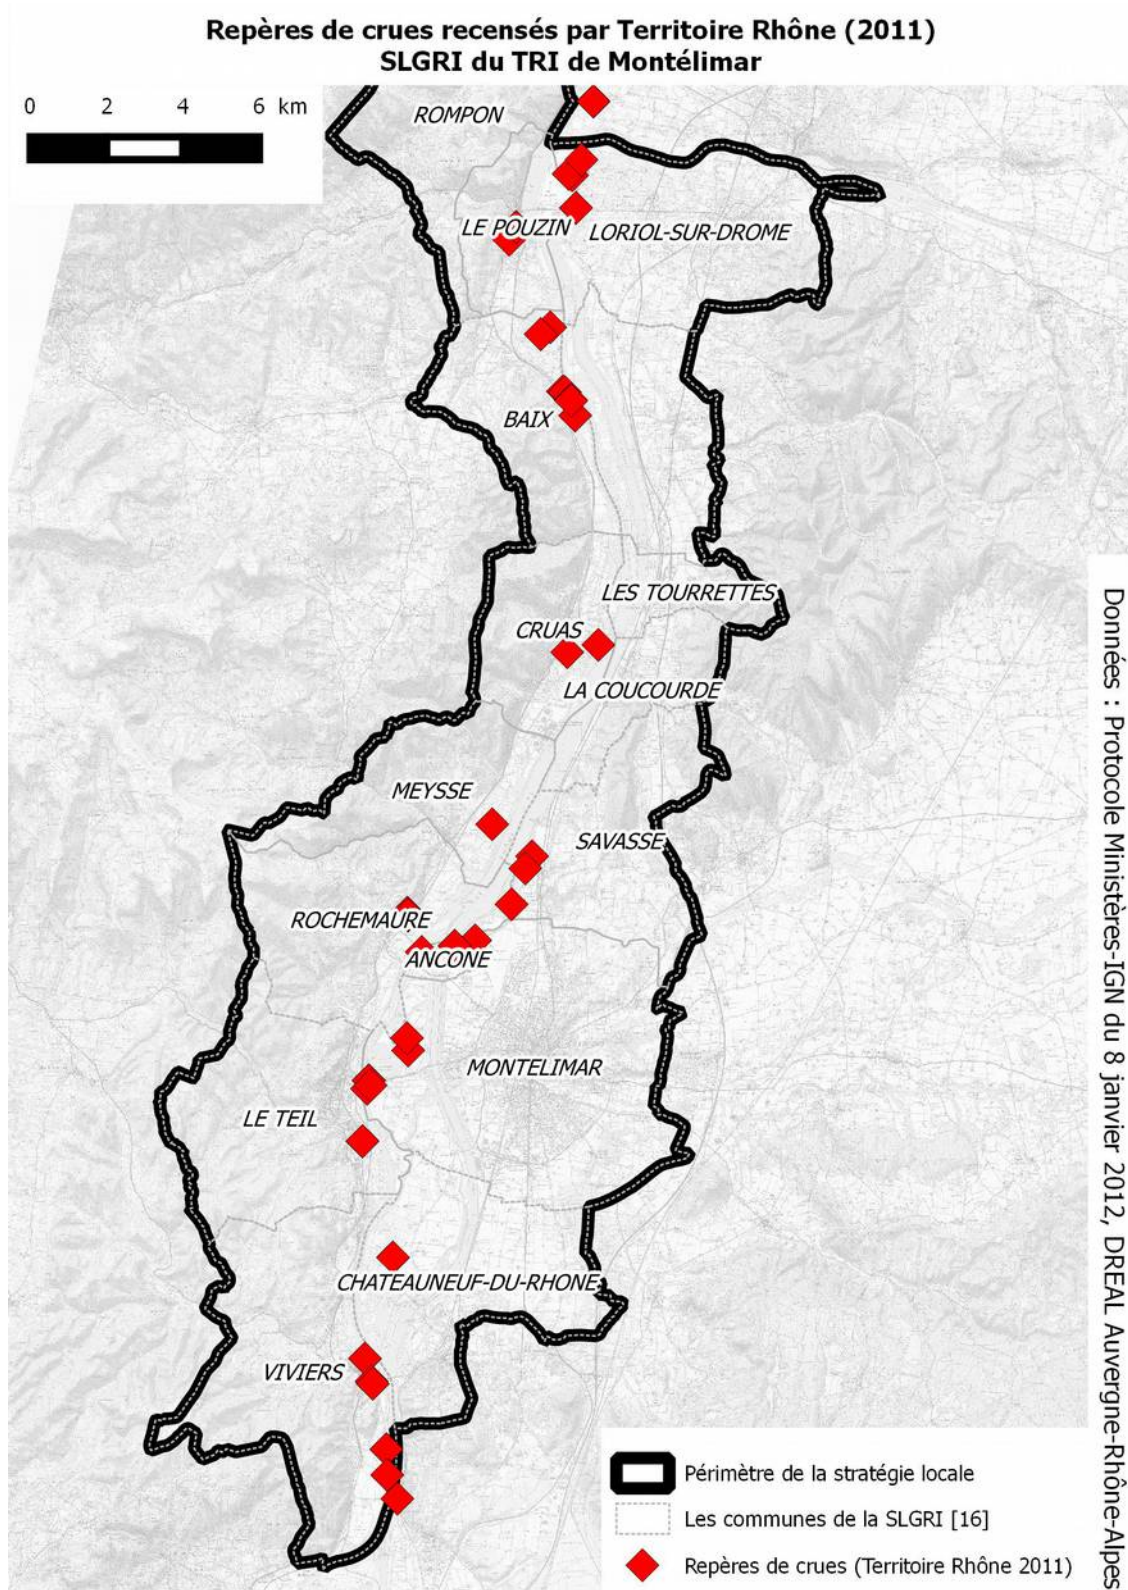 Repères de crues recensés par Territoire Rhône (2011)
SLGRI du TRI de Montélimar
0 2 4 6 km
ROMPON
LE POUZIN
LORIOL-SUR-DROME
BAIX
LES TOURRETTES
CRUAS
LA COUCOURDE
MEYSSE
SAVASSE
ROCHEMAURE
ANCONE
MONTELIMAR
LE TEIL
CHATEAUNEUF-DU-RHONE
VIVIERS
Périmètre de la stratégie locale
Les communes de la SLGRI [16]
Repères de crues (Territoire Rhône 2011)
Données : Protocole Ministères-IGN du 8 janvier 2012, DREAL Auvergne-Rhône-Alpes